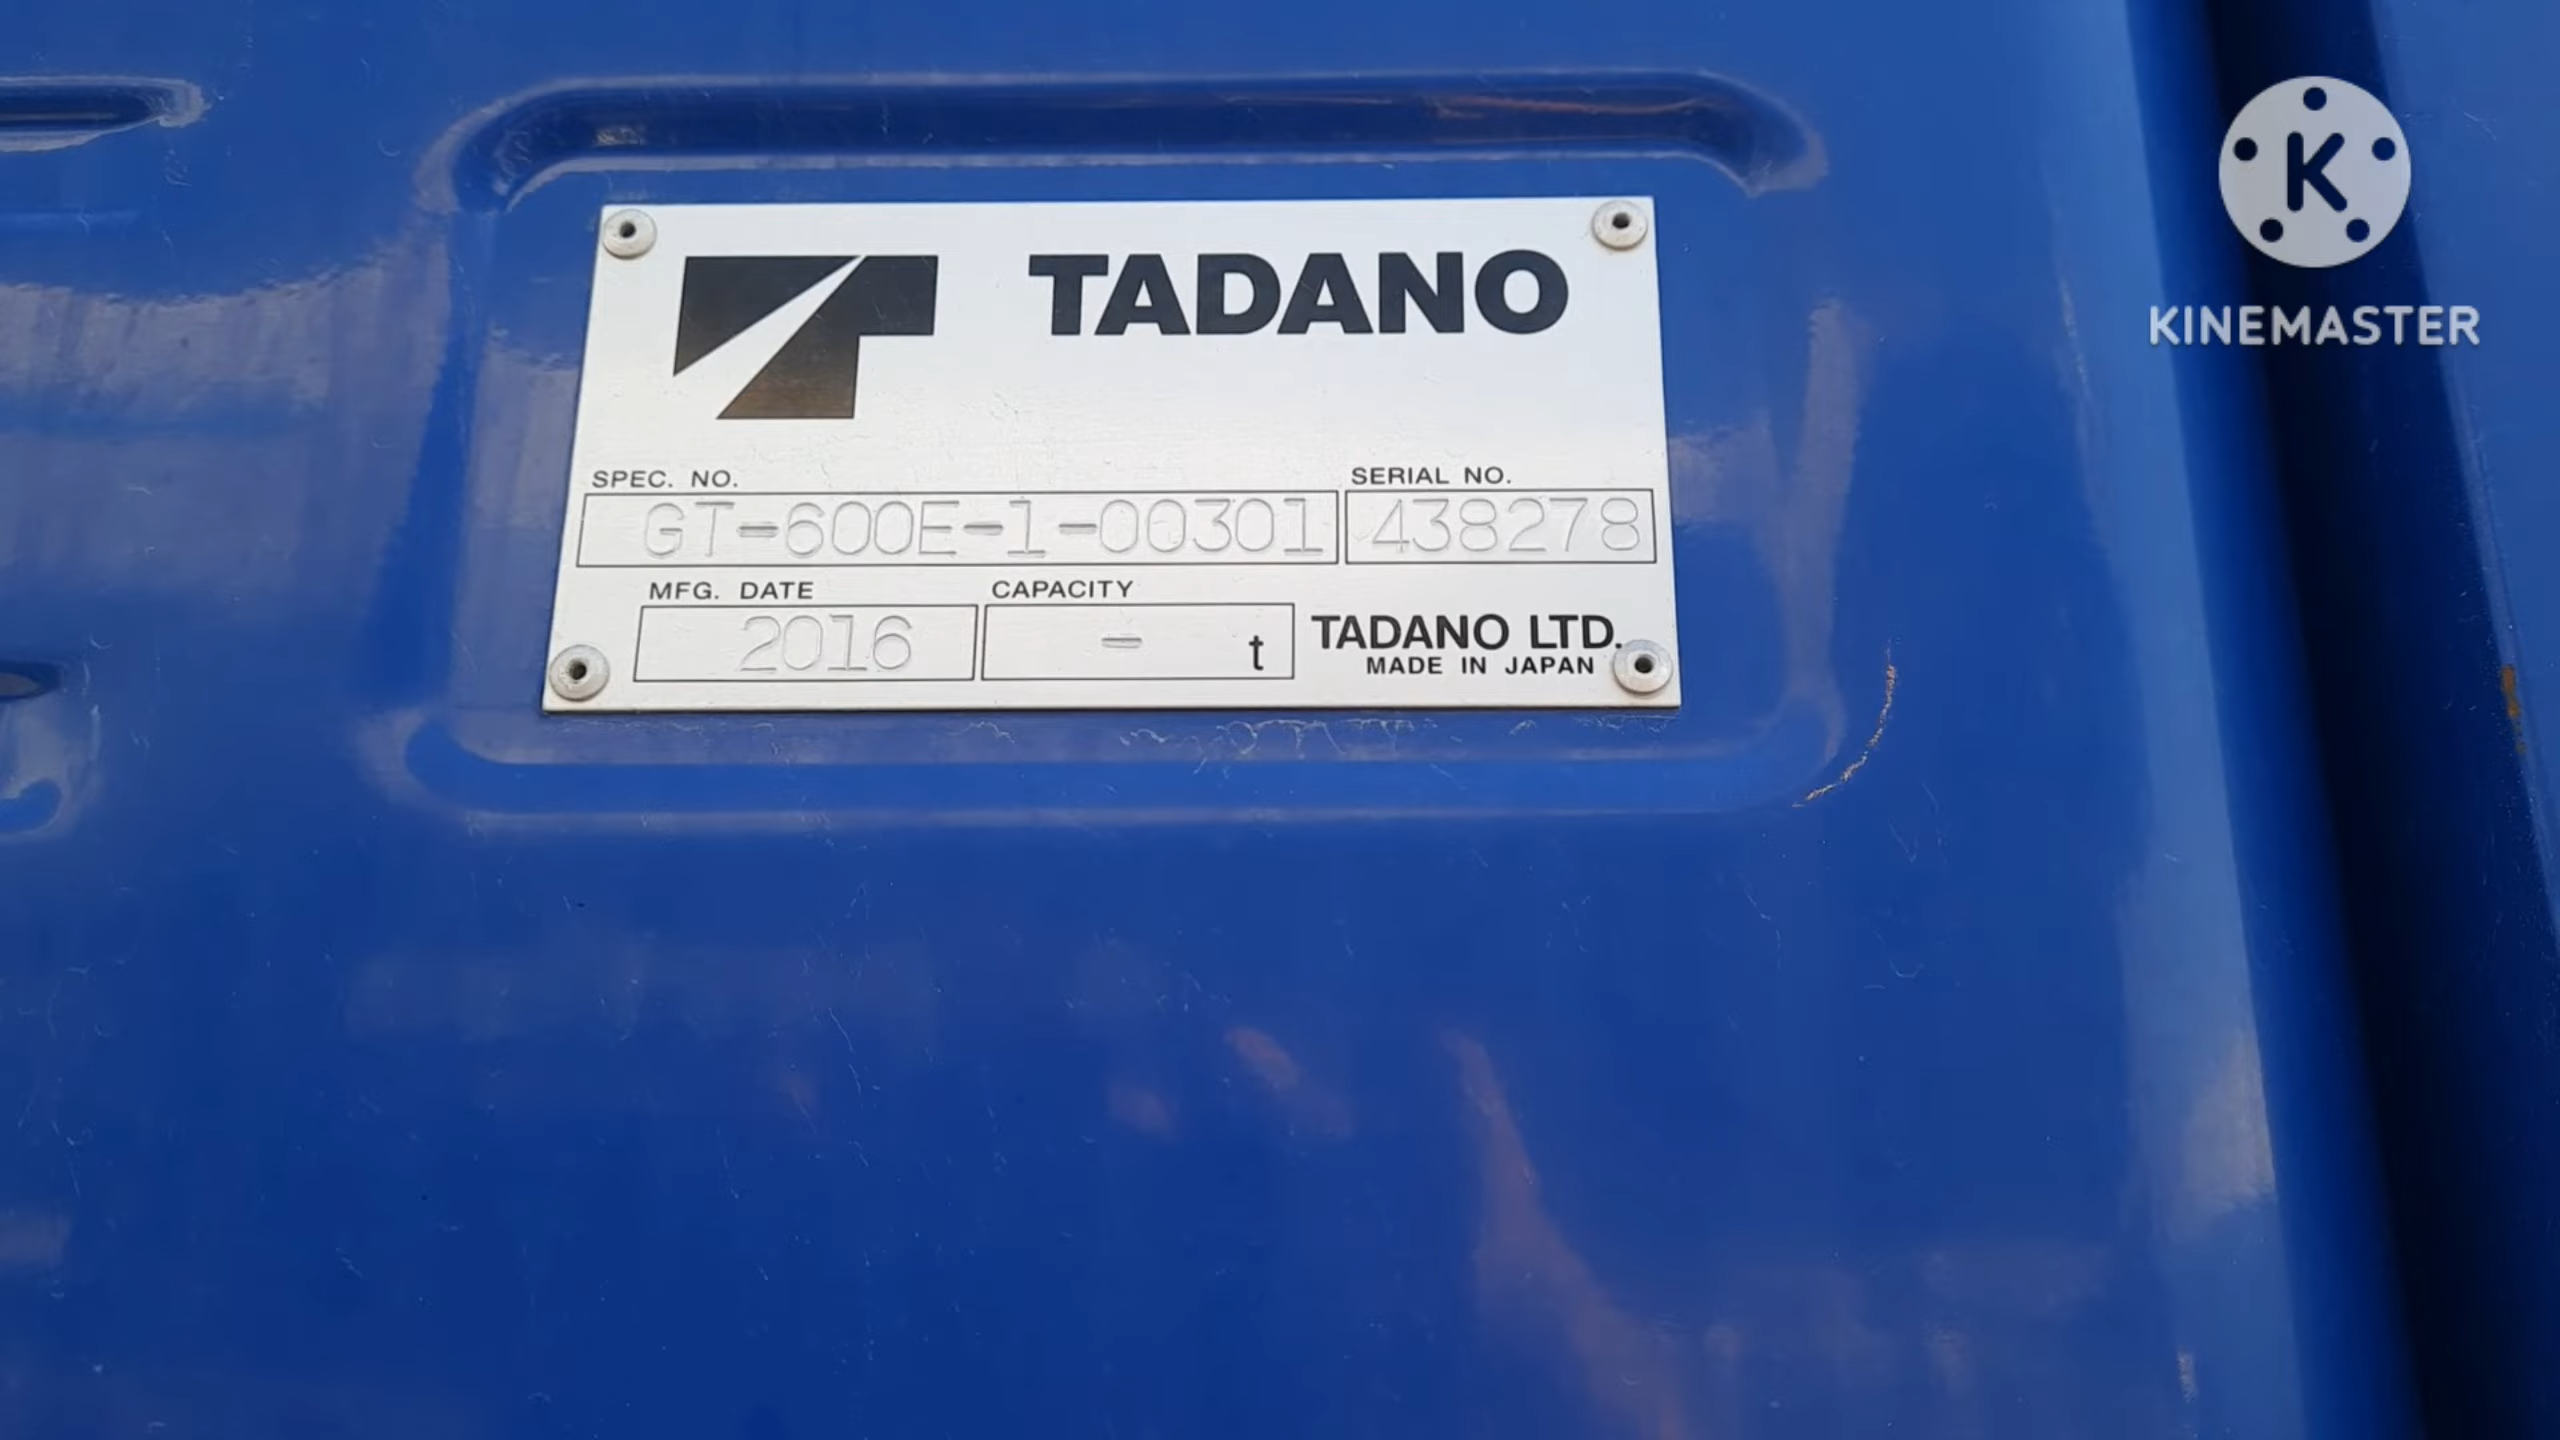 TADANO
SPEC. NO. SERIAL NO.
GT-600E-1-00301 438278
MFG. DATE CAPACITY
2016 - t TADANO LTD.
MADE IN JAPAN
K
KINEMASTER